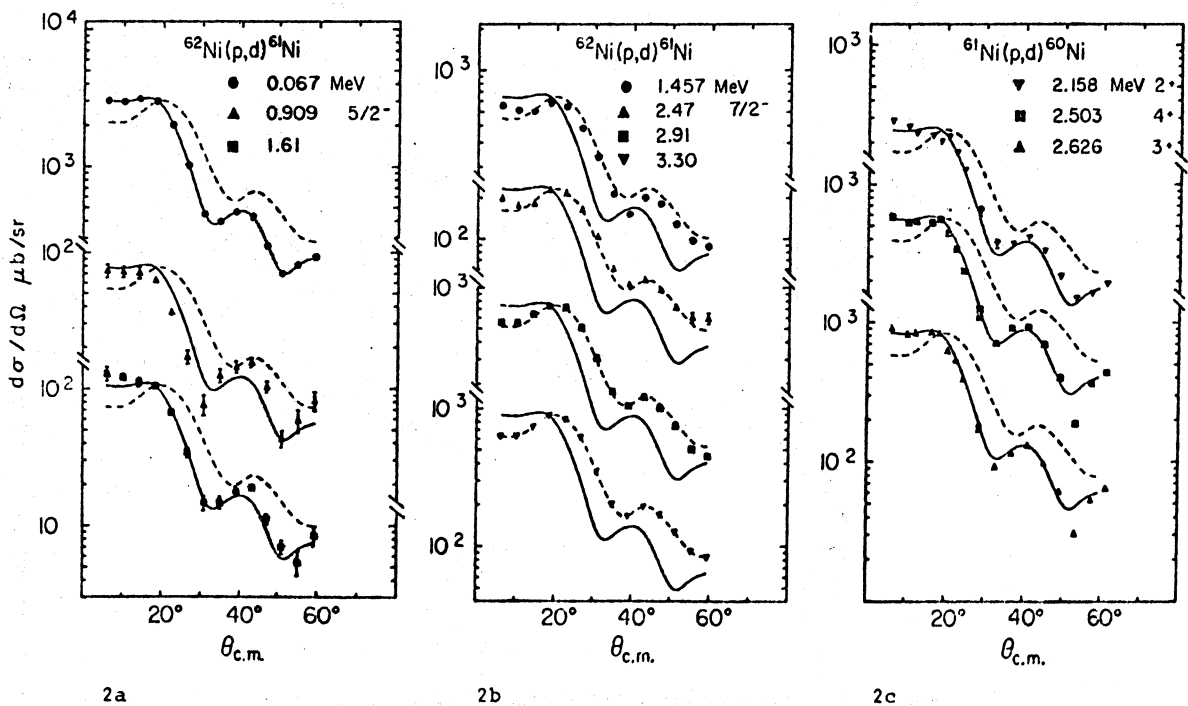 dσ/dΩ μb/sr
10⁴
10³
10²
10²
10
⁶²Ni(p,d)⁶¹Ni
● 0.067 MeV
▲ 0.909 5/2⁻
■ 1.61
20° 40° 60°
θc.m.
2a
10³
10²
10³
10³
10²
⁶²Ni(p,d)⁶¹Ni
● 1.457 MeV
▲ 2.47 7/2⁻
■ 2.91
▼ 3.30
20° 40° 60°
θc.m.
2b
10³
10³
10³
10²
⁶¹Ni(p,d)⁶⁰Ni
▼ 2.158 MeV 2⁺
■ 2.503 4⁺
▲ 2.626 3⁺
20° 40° 60°
θc.m.
2c